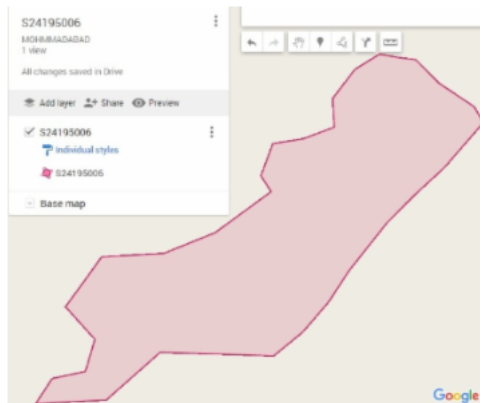 S24195006
MOHMMADABAD
1 view
All changes saved in Drive
Add layer Share Preview
S24195006
Individual styles
S24195006
Base map
Google